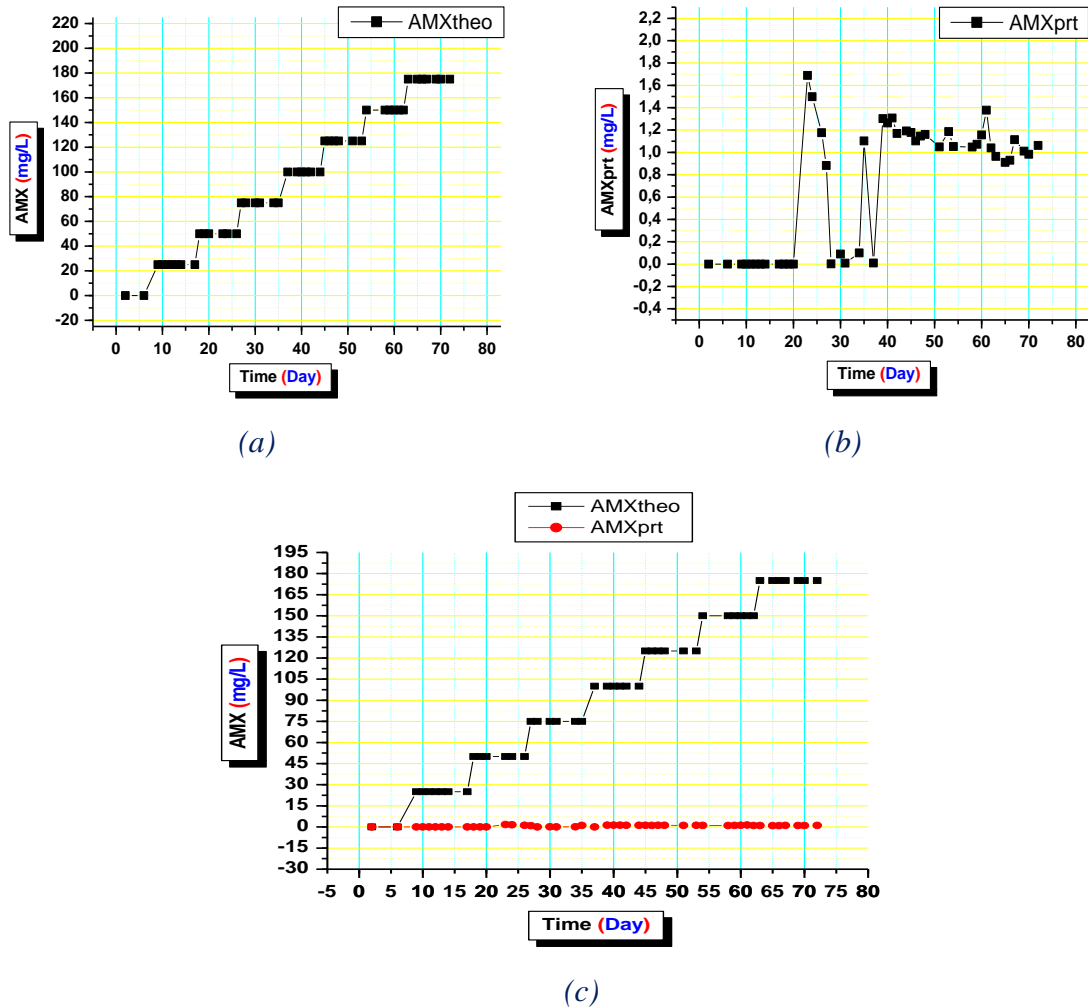 AMXtheo
220
200
180
160
140
120
100
80
60
40
20
0
-20
AMX (mg/L)
0 10 20 30 40 50 60 70 80
Time (Day)
(a)
AMXprt
2,2
2,0
1,8
1,6
1,4
1,2
1,0
0,8
0,6
0,4
0,2
0,0
-0,2
-0,4
AMXprt (mg/L)
0 10 20 30 40 50 60 70 80
Time (Day)
(b)
AMXtheo
AMXprt
195
180
165
150
135
120
105
90
75
60
45
30
15
0
-15
-30
AMX (mg/L)
-5 0 5 10 15 20 25 30 35 40 45 50 55 60 65 70 75 80
Time (Day)
(c)